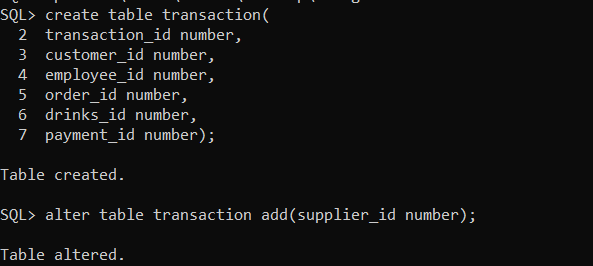 SQL> create table transaction(
2 transaction_id number,
3 customer_id number,
4 employee_id number,
5 order_id number,
6 drinks_id number,
7 payment_id number);
Table created.
SQL> alter table transaction add(supplier_id number);
Table altered.